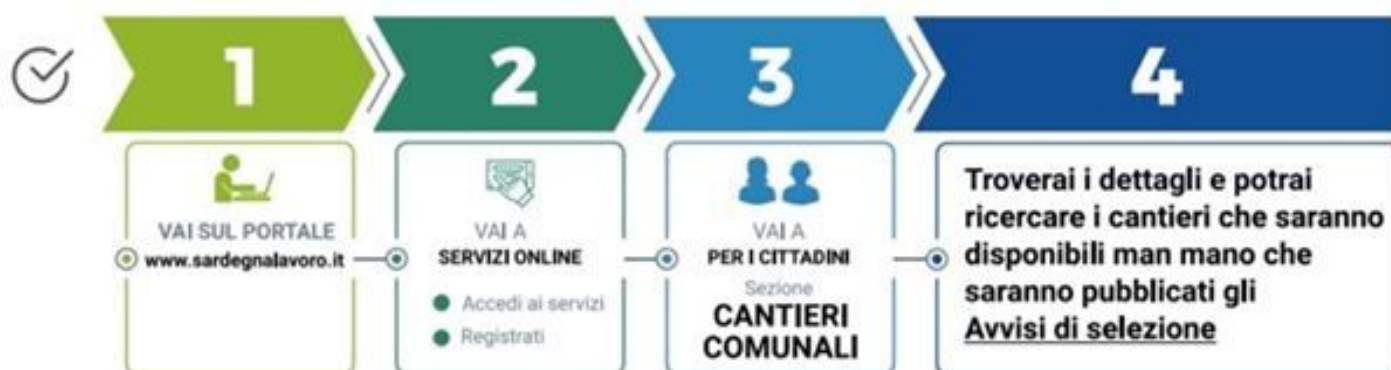 1
VAI SUL PORTALE
www.sardegnalavoro.it
2
VAI A
SERVIZI ONLINE
Accedi ai servizi
Registrati
3
VAI A
PER I CITTADINI
Sezione
CANTIERI
COMUNALI
4
Troverai i dettagli e potrai
ricercare i cantieri che saranno
disponibili man mano che
saranno pubblicati gli
Avvisi di selezione